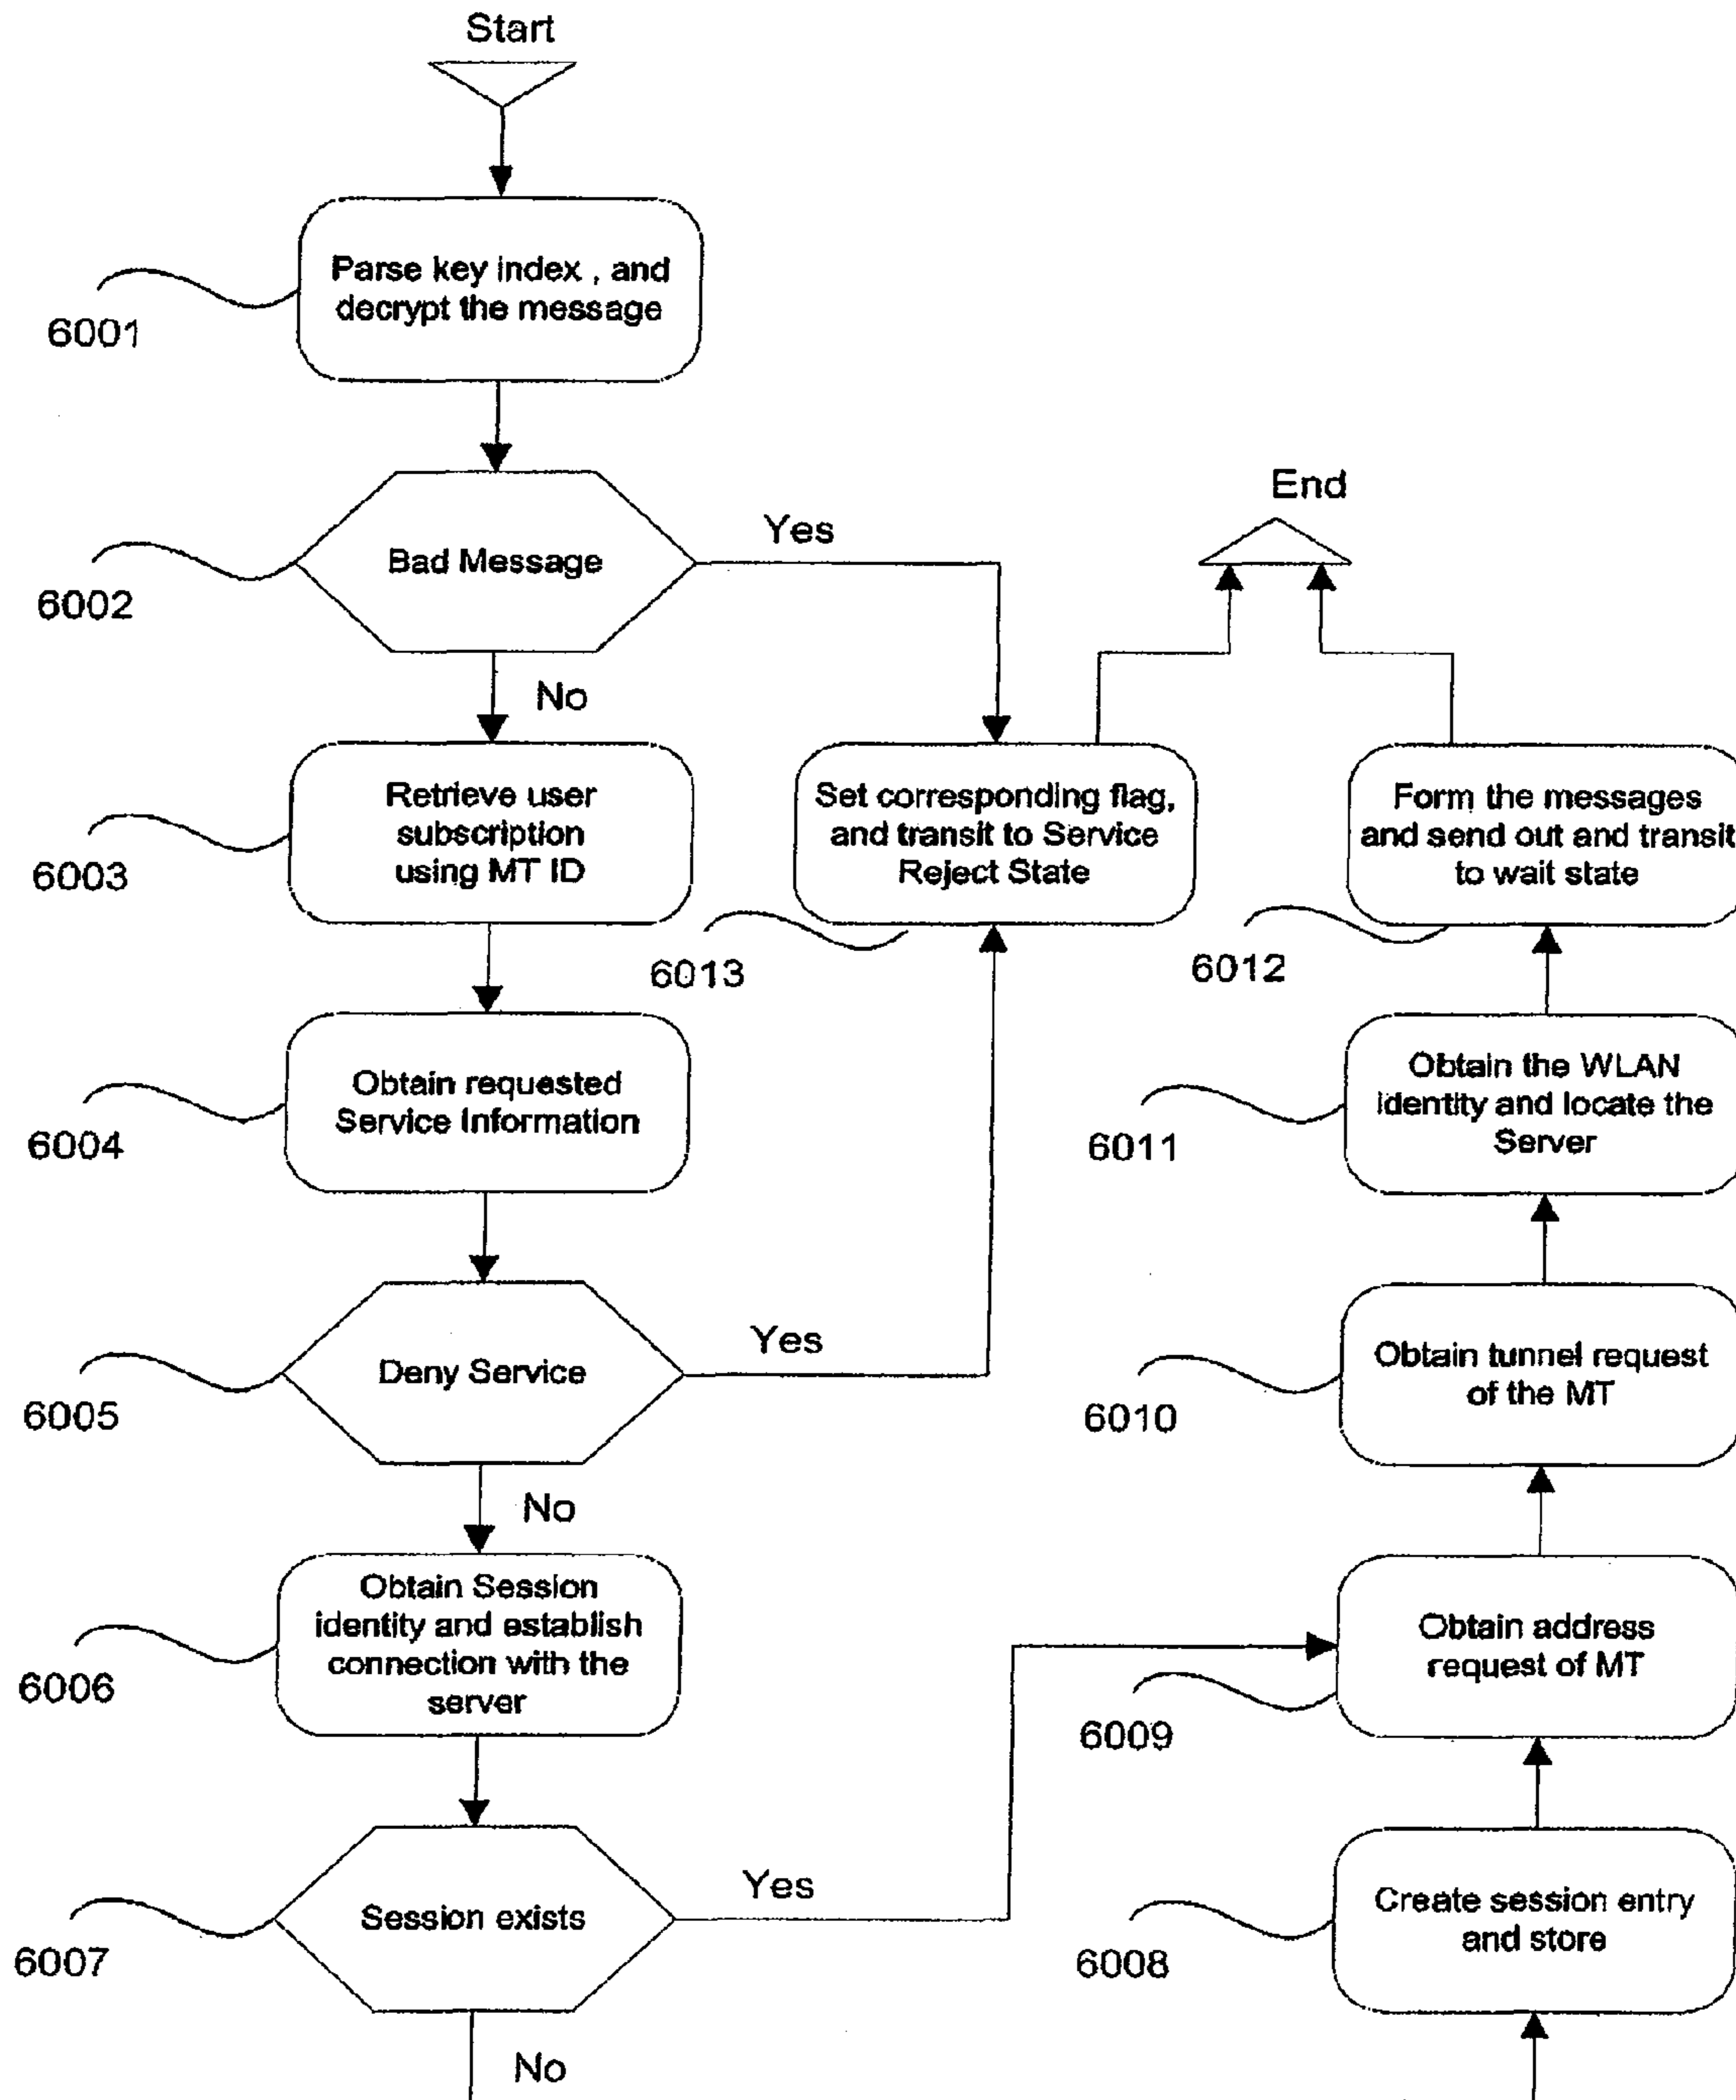 Start
Parse key index , and
decrypt the message
6001
Bad Message
Yes
6002
No
End
Retrieve user
subscription
using MT ID
6003
Set corresponding flag,
and transit to Service
Reject State
6013
Form the messages
and send out and transit
to wait state
6012
Obtain requested
Service Information
6004
Obtain the WLAN
identity and locate the
Server
6011
Deny Service
Yes
6005
No
Obtain tunnel request
of the MT
6010
Obtain Session
identity and establish
connection with the
server
6006
Obtain address
request of MT
6009
Session exists
Yes
6007
No
Create session entry
and store
6008